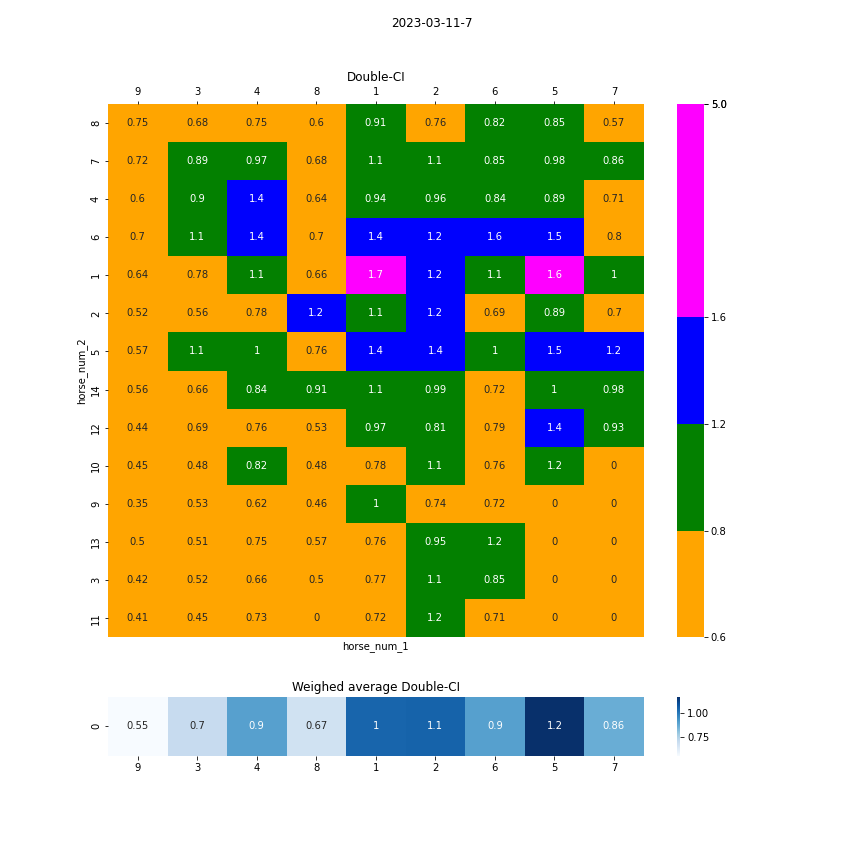 2023-03-11-7
Double-CI
9 3 4 8 1 2 6 5 7
8 0.75 0.68 0.75 0.6 0.91 0.76 0.82 0.85 0.57
7 0.72 0.89 0.97 0.68 1.1 1.1 0.85 0.98 0.86
4 0.6 0.9 1.4 0.64 0.94 0.96 0.84 0.89 0.71
6 0.7 1.1 1.4 0.7 1.4 1.2 1.6 1.5 0.8
1 0.64 0.78 1.1 0.66 1.7 1.2 1.1 1.6 1
2 0.52 0.56 0.78 1.2 1.1 1.2 0.69 0.89 0.7
5 0.57 1.1 1 0.76 1.4 1.4 1 1.5 1.2
14 0.56 0.66 0.84 0.91 1.1 0.99 0.72 1 0.98
12 0.44 0.69 0.76 0.53 0.97 0.81 0.79 1.4 0.93
10 0.45 0.48 0.82 0.48 0.78 1.1 0.76 1.2 0
9 0.35 0.53 0.62 0.46 1 0.74 0.72 0 0
13 0.5 0.51 0.75 0.57 0.76 0.95 1.2 0 0
3 0.42 0.52 0.66 0.5 0.77 1.1 0.85 0 0
11 0.41 0.45 0.73 0 0.72 1.2 0.71 0 0
horse_num_2
horse_num_1
5.0
1.6
1.2
0.8
0.6
Weighed average Double-CI
0 0.55 0.7 0.9 0.67 1 1.1 0.9 1.2 0.86
9 3 4 8 1 2 6 5 7
1.00
0.75